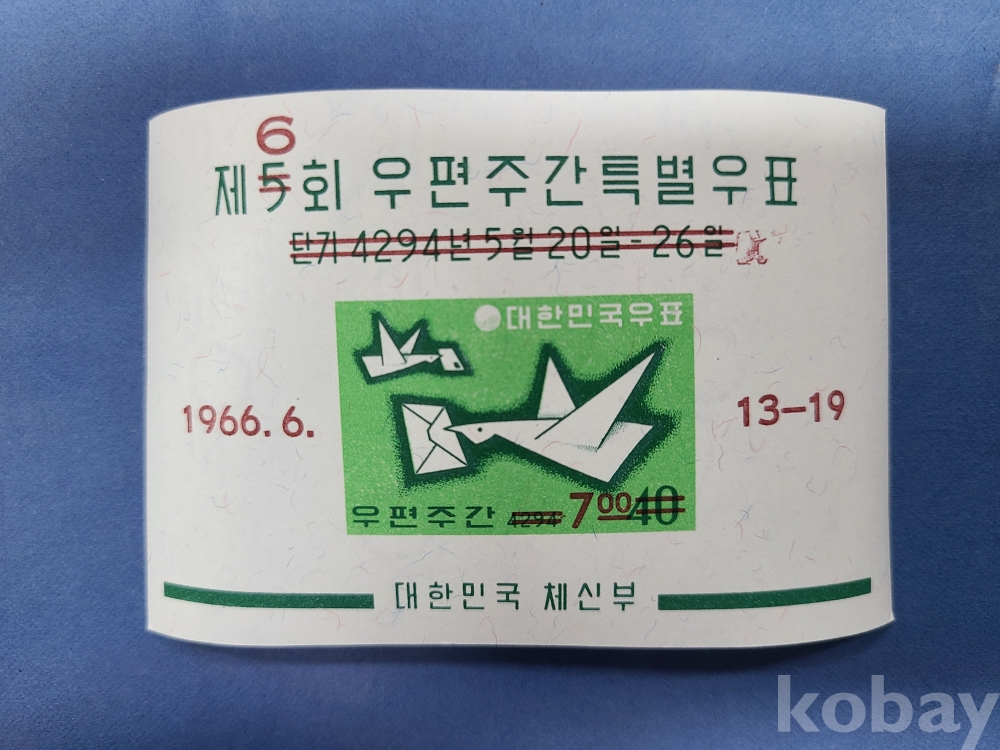 6
제5회 우편주간특별우표
단기 4294년 5월 20일-26일
대한민국우표
1966. 6. 13-19
우편주간 4294 7⁰⁰ 40
대한민국 체신부
kobay